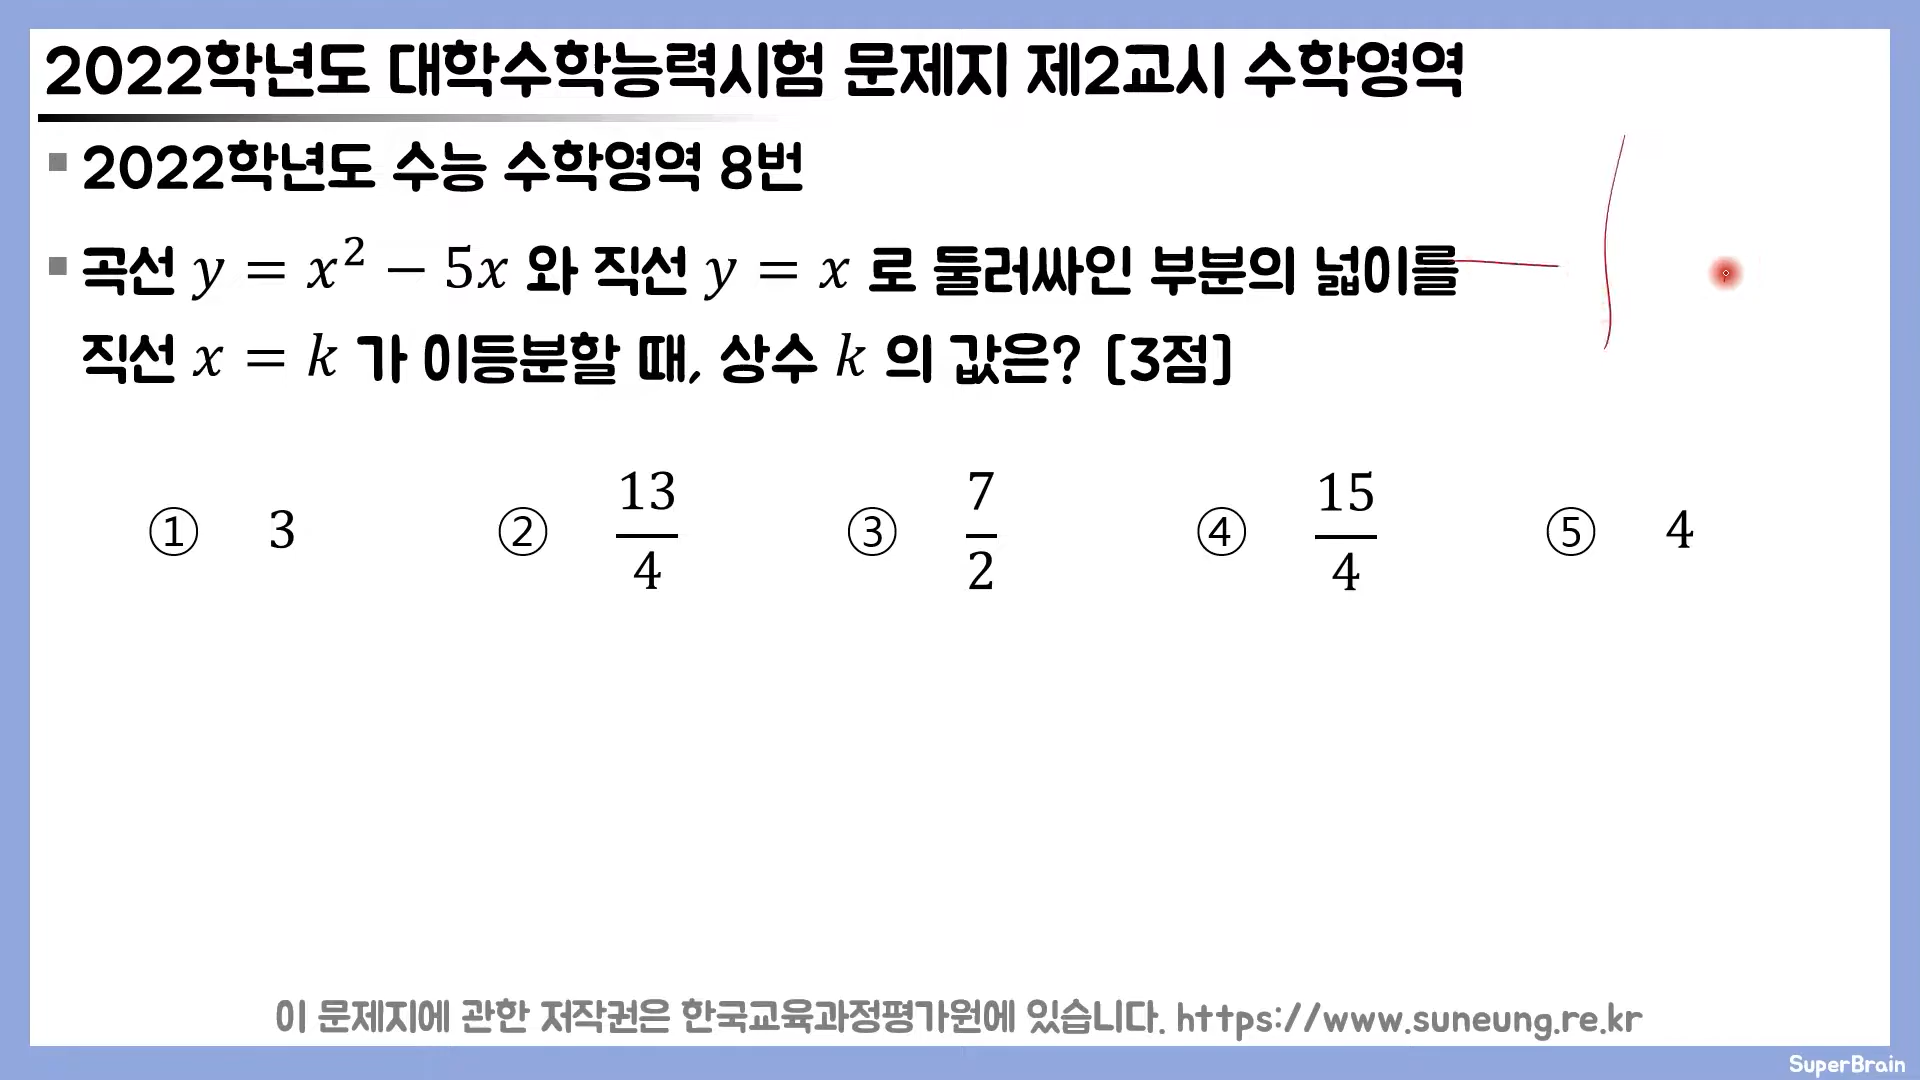 2022학년도 대학수학능력시험 문제지 제2교시 수학영역
▪ 2022학년도 수능 수학영역 8번
▪ 곡선 y = x² − 5x 와 직선 y = x 로 둘러싸인 부분의 넓이를
직선 x = k 가 이등분할 때, 상수 k 의 값은? [3점]
① 3 ② 13/4 ③ 7/2 ④ 15/4 ⑤ 4
이 문제지에 관한 저작권은 한국교육과정평가원에 있습니다. https://www.suneung.re.kr
SuperBrain